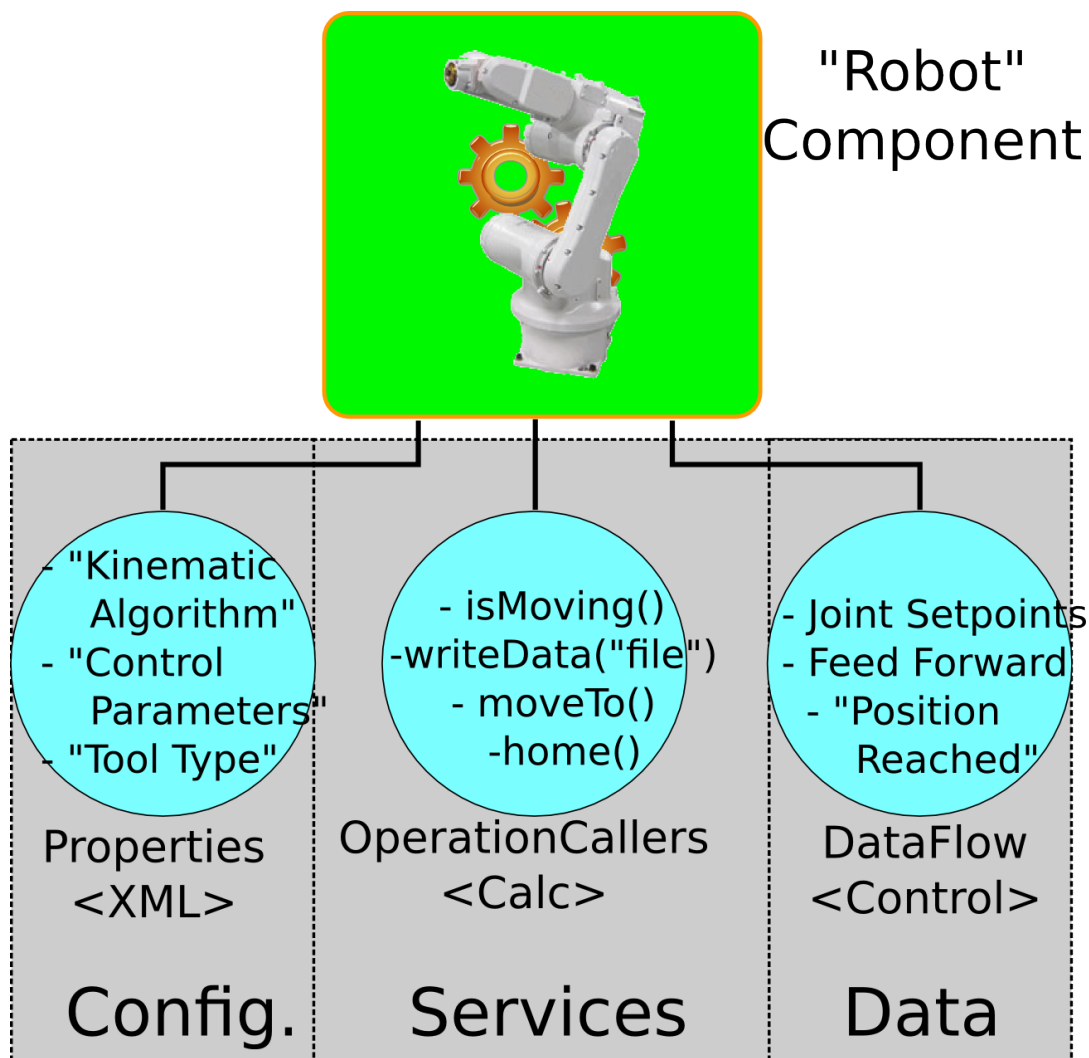 "Robot"
Component
- "Kinematic
Algorithm"
- "Control
Parameters"
- "Tool Type"
Properties
<XML>
Config.
- isMoving()
-writeData("file")
- moveTo()
-home()
OperationCallers
<Calc>
Services
- Joint Setpoints
- Feed Forward
- "Position
Reached"
DataFlow
<Control>
Data